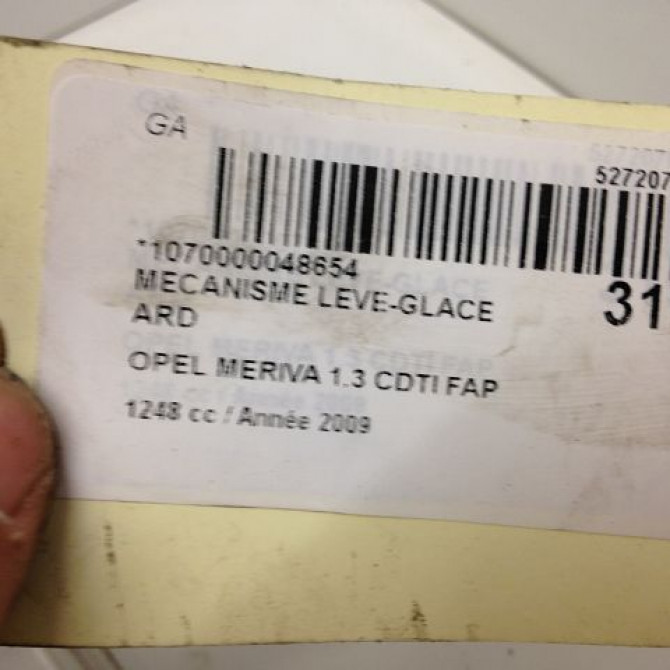 GA
527207
*1070000048654
MECANISME LEVE-GLACE
31
ARD
OPEL MERIVA 1.3 CDTI FAP
1248 cc / Année 2009